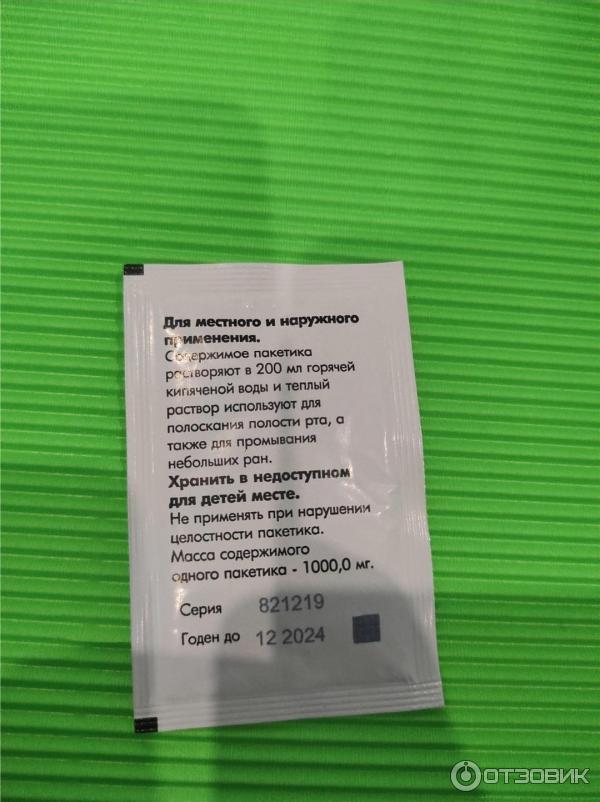 Для местного и наружного
применения.
Содержимое пакетика
растворяют в 200 мл горячей
кипяченой воды и теплый
раствор используют для
полоскания полости рта, а
также для промывания
небольших ран.
Хранить в недоступном
для детей месте.
Не применять при нарушении
целостности пакетика.
Масса содержимого
одного пакетика - 1000,0 мг.
Серия 821219
Годен до 12 2024
ОТЗОВИК